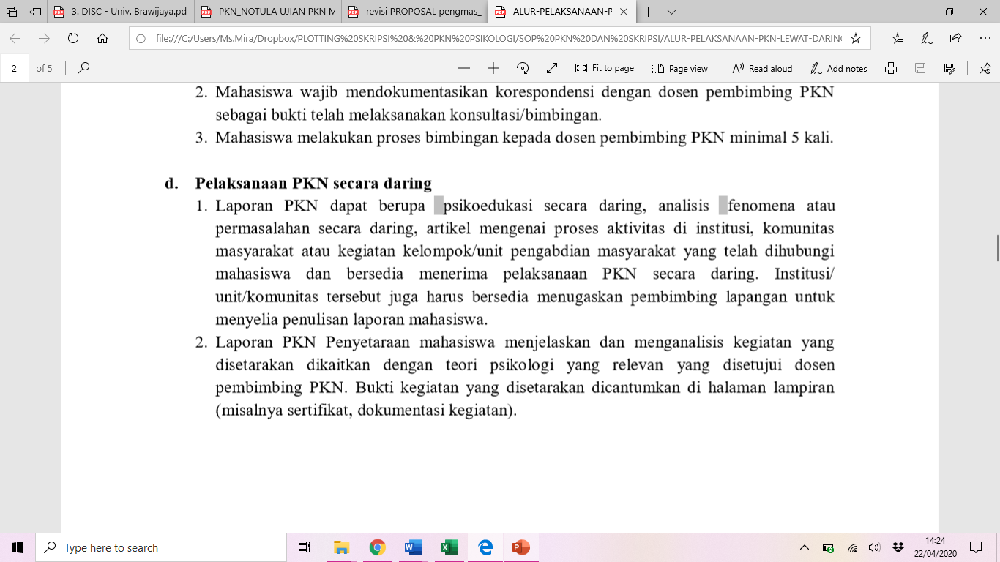 3. DISC - Univ. Brawijaya.pd
PKN_NOTULA UJIAN PKN M
revisi PROPOSAL pengmas_
ALUR-PELAKSANAAN-P
file:///C:/Users/Ms.Mira/Dropbox/PLOTTING%20SKRIPSI%20&%20PKN%20PSIKOLOGI/SOP%20PKN%20DAN%20SKRIPSI/ALUR-PELAKSANAAN-PKN-LEWAT-DARING
2 of 5
Fit to page
Page view
Read aloud
Add notes
2. Mahasiswa wajib mendokumentasikan korespondensi dengan dosen pembimbing PKN
sebagai bukti telah melaksanakan konsultasi/bimbingan.
3. Mahasiswa melakukan proses bimbingan kepada dosen pembimbing PKN minimal 5 kali.
d. Pelaksanaan PKN secara daring
1. Laporan PKN dapat berupa psikoedukasi secara daring, analisis fenomena atau
permasalahan secara daring, artikel mengenai proses aktivitas di institusi, komunitas
masyarakat atau kegiatan kelompok/unit pengabdian masyarakat yang telah dihubungi
mahasiswa dan bersedia menerima pelaksanaan PKN secara daring. Institusi/
unit/komunitas tersebut juga harus bersedia menugaskan pembimbing lapangan untuk
menyelia penulisan laporan mahasiswa.
2. Laporan PKN Penyetaraan mahasiswa menjelaskan dan menganalisis kegiatan yang
disetarakan dikaitkan dengan teori psikologi yang relevan yang disetujui dosen
pembimbing PKN. Bukti kegiatan yang disetarakan dicantumkan di halaman lampiran
(misalnya sertifikat, dokumentasi kegiatan).
Type here to search
14:24
22/04/2020